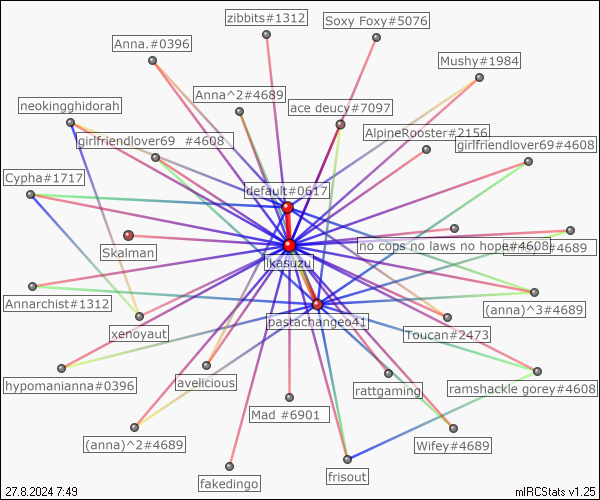 zibbits#1312
Soxy Foxy#5076
Anna.#0396
Mushy#1984
Anna^2#4689
neokingghidorah
ace deucy#7097
AlpineRooster#2156
girlfriendlover69 #4608
girlfriendlover69#4608
Cypha#1717
default#0617
no cops no laws no hope#4608
#4689
Skalman
ikasuzu
Annarchist#1312
(anna)^3#4689
pastachangeo41
xenoyaut
Toucan#2473
hypomanianna#0396
avelicious
rattgaming
ramshackle gorey#4608
Mad #6901
(anna)^2#4689
Wifey#4689
fakedingo
frisout
27.8.2024 7:49
mIRCStats v1.25